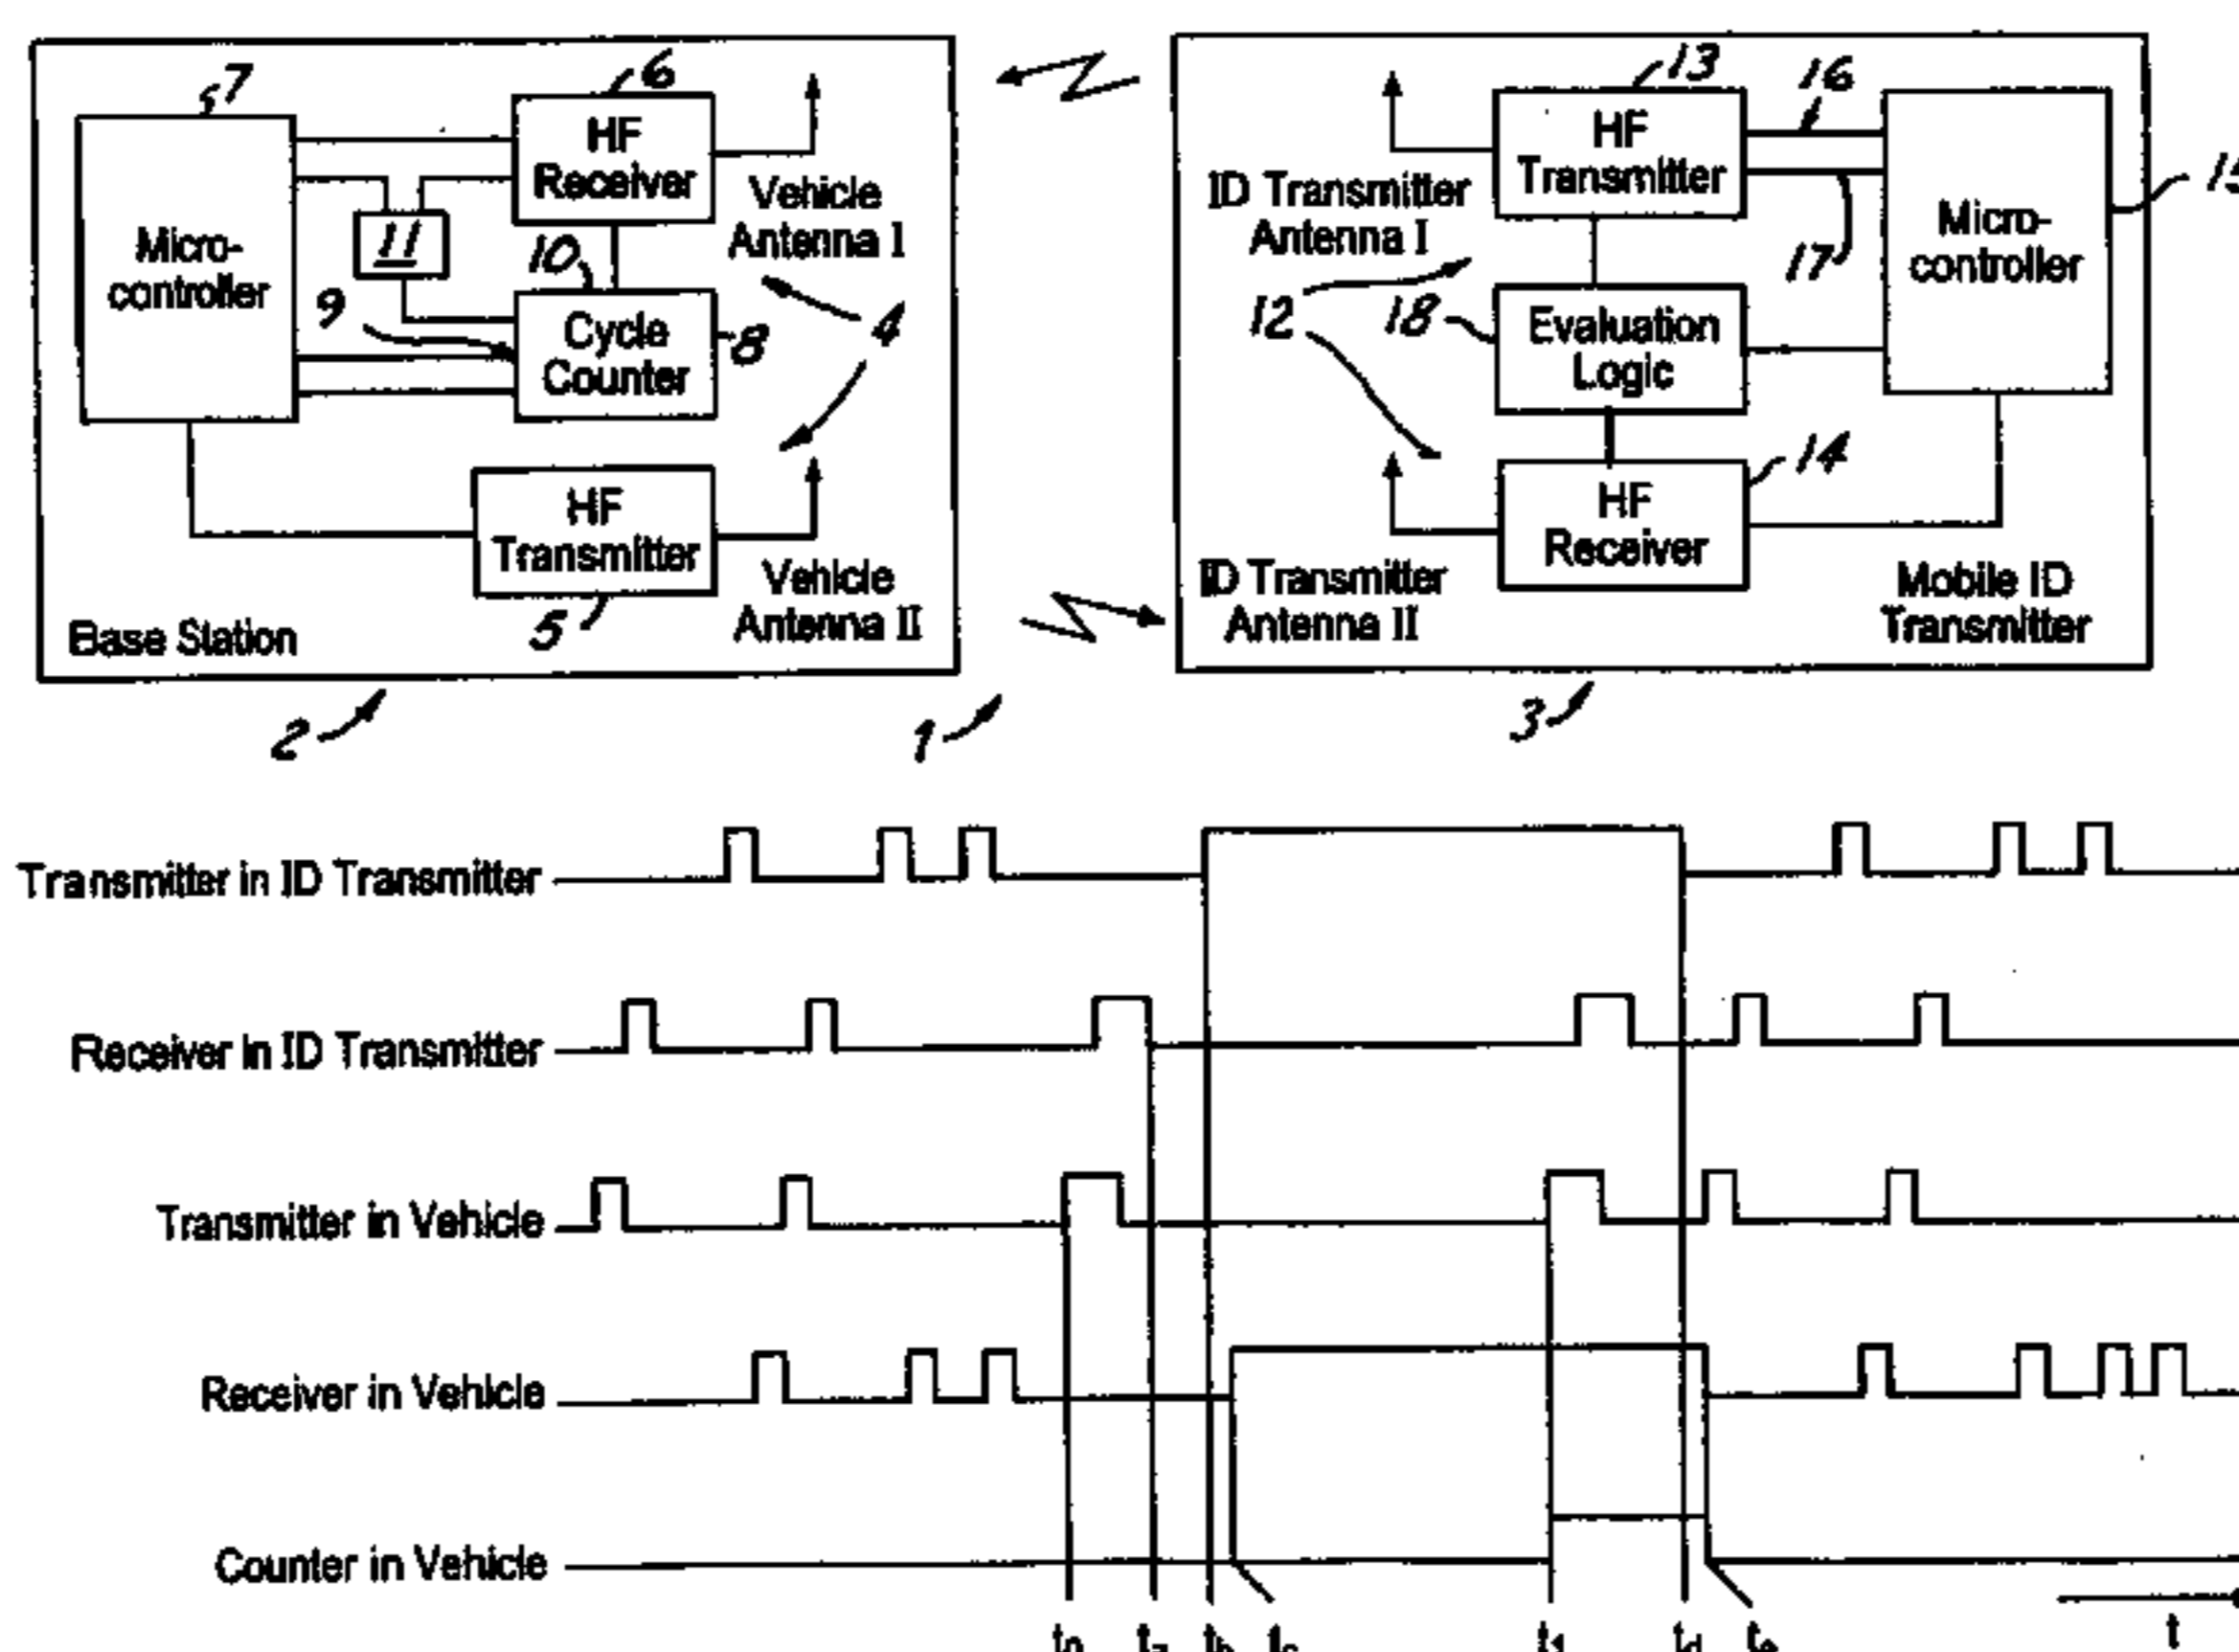 7
6
HF
Receiver
Vehicle
Antenna I
Micro-
controller
11
10
9
Cycle
Counter
8
4
HF
Transmitter
5
Vehicle
Antenna II
Base Station
2
1
13
16
HF
Transmitter
ID Transmitter
Antenna I
17
Micro-
controller
12
18
Evaluation
Logic
14
HF
Receiver
ID Transmitter
Antenna II
Mobile ID
Transmitter
3
Transmitter in ID Transmitter
Receiver in ID Transmitter
Transmitter in Vehicle
Receiver in Vehicle
Counter in Vehicle
t